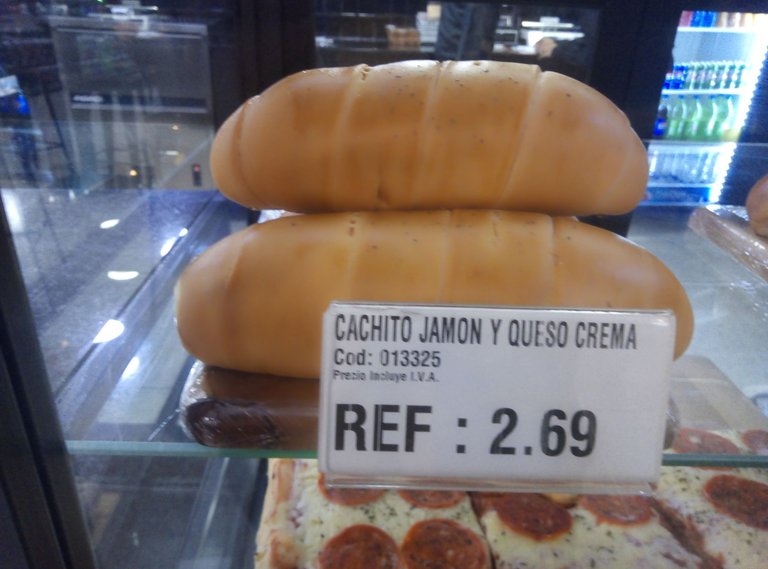 CACHITO JAMON Y QUESO CREMA
Cod: 013325
Precio Incluye I.V.A.
REF : 2.69